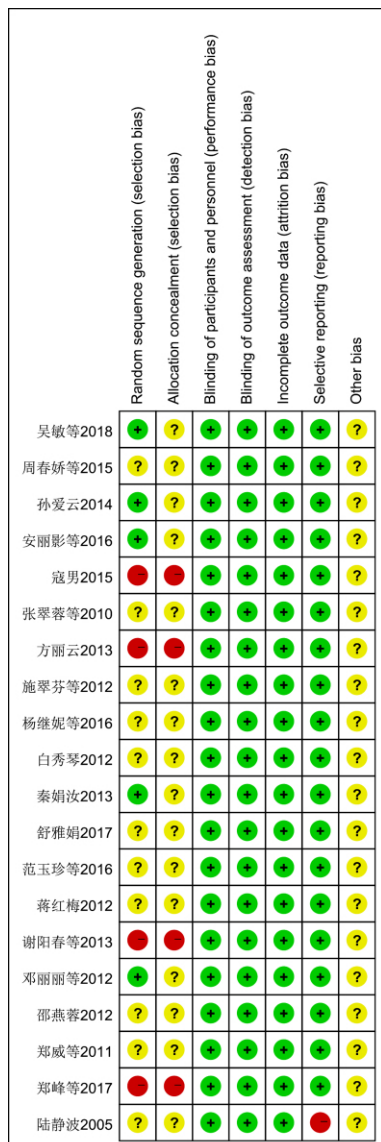 Random sequence generation (selection bias)
Allocation concealment (selection bias)
Blinding of participants and personnel (performance bias)
Blinding of outcome assessment (detection bias)
Incomplete outcome data (attrition bias)
Selective reporting (reporting bias)
Other bias
吴敏等2018 + ? + + + + ?
周春娇等2015 ? ? + + + + ?
孙爱云2014 + ? + + + + ?
安丽影等2016 + ? + + + + ?
寇男2015 - - + + + + ?
张翠蓉等2010 ? ? + + + + ?
方丽云2013 - - + + + + ?
施翠芬等2012 ? ? + + + + ?
杨继妮等2016 ? ? + + + + ?
白秀琴2012 ? ? + + + + ?
秦娟汝2013 + ? + + + + ?
舒雅娟2017 ? ? + + + + ?
范玉珍等2016 ? ? + + + + ?
蒋红梅2012 ? ? + + + + ?
谢阳春等2013 - - + + + + ?
邓丽丽等2012 + ? + + + + ?
邵燕蓉2012 ? ? + + + + ?
郑威等2011 ? ? + + + + ?
郑峰等2017 - - + + + + ?
陆静波2005 ? ? + + + - ?